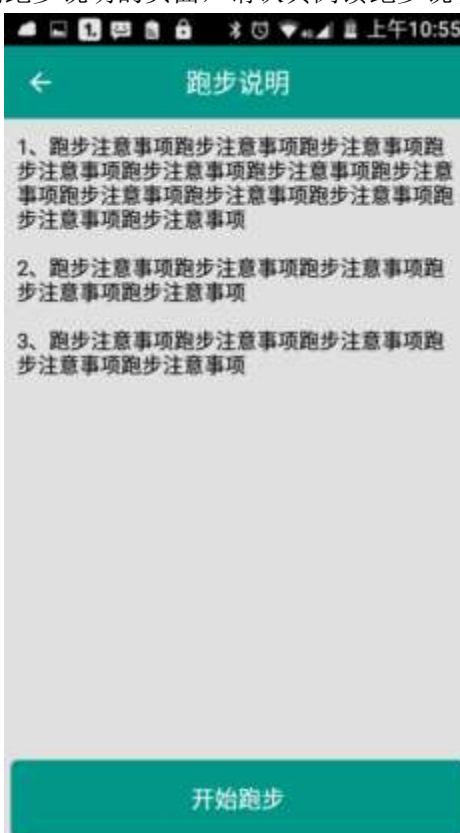 上午10:55
跑步说明
1、跑步注意事项跑步注意事项跑步注意事项跑
步注意事项跑步注意事项跑步注意事项跑步注意
事项跑步注意事项跑步注意事项跑步注意事项跑
步注意事项跑步注意事项
2、跑步注意事项跑步注意事项跑步注意事项跑
步注意事项跑步注意事项
3、跑步注意事项跑步注意事项跑步注意事项跑
步注意事项跑步注意事项
开始跑步